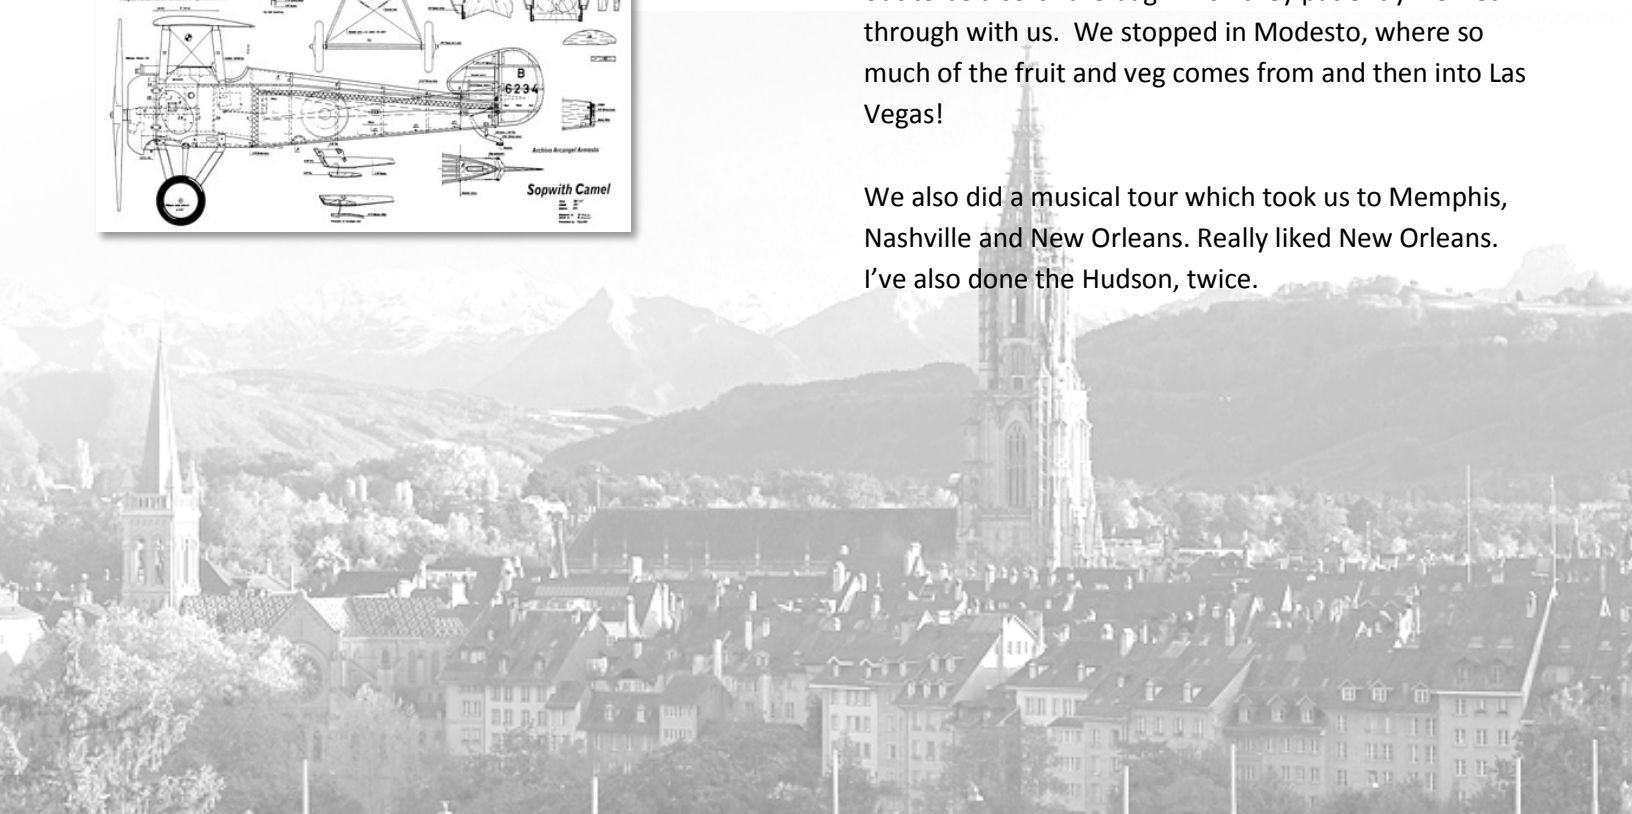 B
6234
Archivo Arcangel Armesto
Sopwith Camel
through with us.  We stopped in Modesto, where so
much of the fruit and veg comes from and then into Las
Vegas!
We also did a musical tour which took us to Memphis,
Nashville and New Orleans. Really liked New Orleans.
I’ve also done the Hudson, twice.